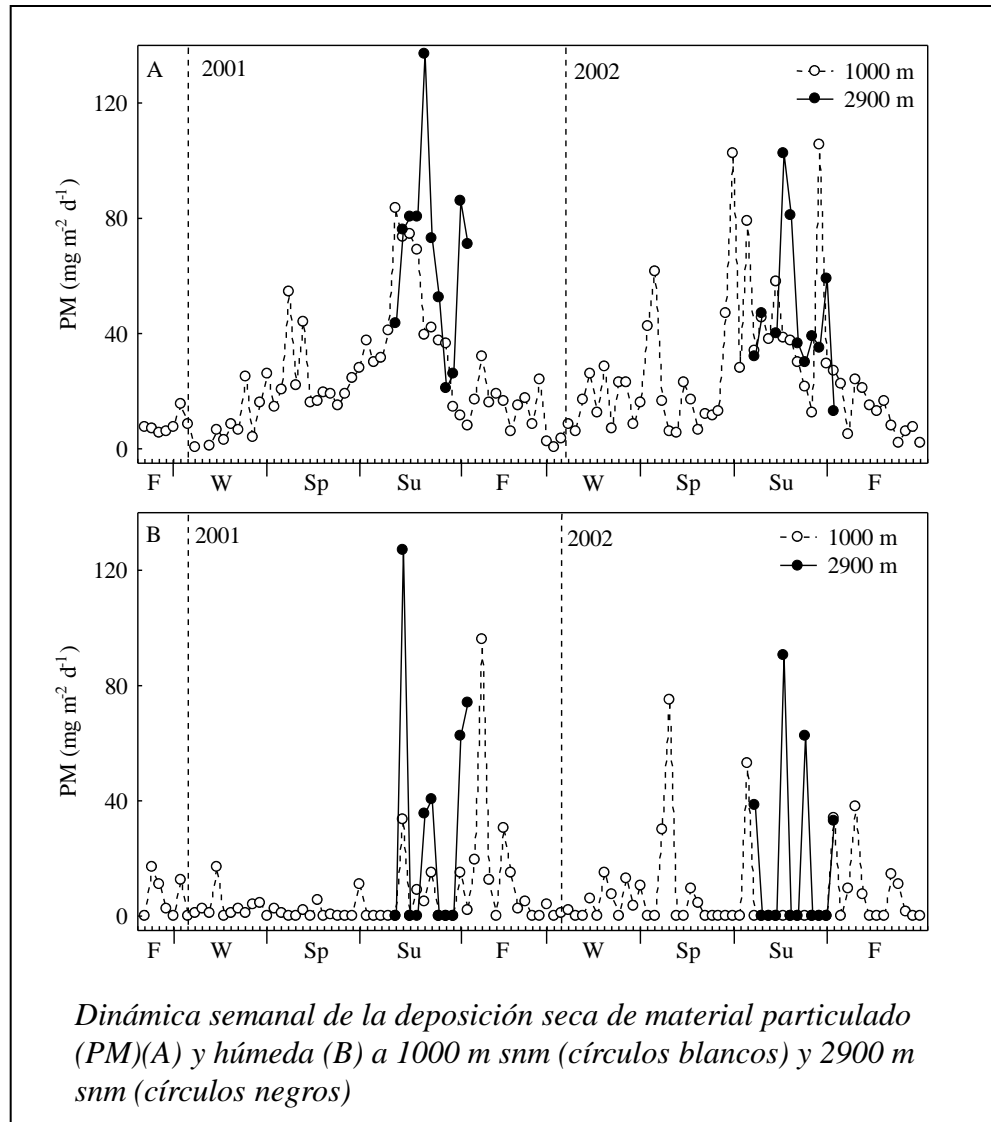 A
2001
2002
1000 m
2900 m
120
80
40
0
PM (mg m⁻² d⁻¹)
F W Sp Su F W Sp Su F
B
2001
2002
1000 m
2900 m
120
80
40
0
PM (mg m⁻² d⁻¹)
F W Sp Su F W Sp Su F
Dinámica semanal de la deposición seca de material particulado
(PM)(A) y húmeda (B) a 1000 m snm (círculos blancos) y 2900 m
snm (círculos negros)